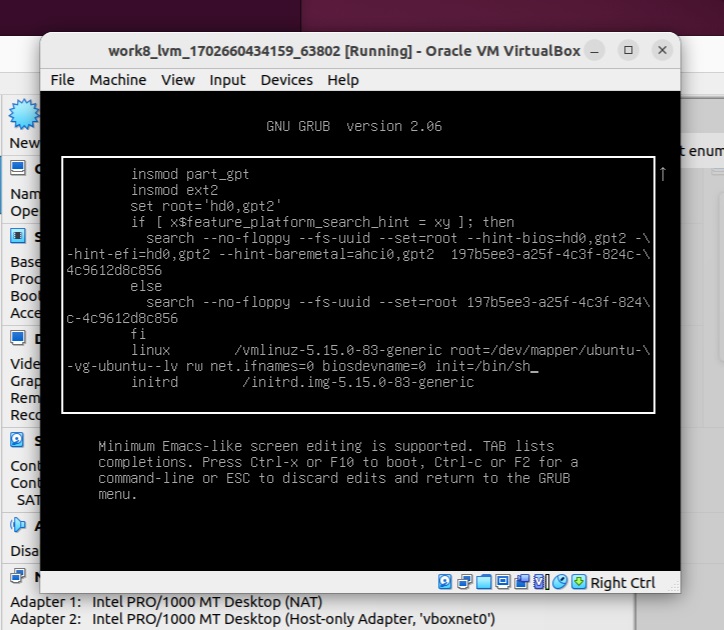 work8_lvm_1702660434159_63802 [Running] - Oracle VM VirtualBox
File Machine View Input Devices Help
New
GNU GRUB version 2.06
t enum
Nam
Ope
insmod part_gpt
insmod ext2
set root='hd0,gpt2'
if [ x$feature_platform_search_hint = xy ]; then
search --no-floppy --fs-uuid --set=root --hint-bios=hd0,gpt2 -\
-hint-efi=hd0,gpt2 --hint-baremetal=ahci0,gpt2 197b5ee3-a25f-4c3f-824c-\
4c9612d8c856
else
search --no-floppy --fs-uuid --set=root 197b5ee3-a25f-4c3f-824\
c-4c9612d8c856
fi
linux /vmlinuz-5.15.0-83-generic root=/dev/mapper/ubuntu-\
-vg-ubuntu--lv rw net.ifnames=0 biosdevname=0 init=/bin/sh_
initrd /initrd.img-5.15.0-83-generic
Base
Proc
Boot
Acce
Vide
Grap
Rem
Reco
Minimum Emacs-like screen editing is supported. TAB lists
completions. Press Ctrl-x or F10 to boot, Ctrl-c or F2 for a
command-line or ESC to discard edits and return to the GRUB
menu.
Cont
Cont
SAT
Disa
Right Ctrl
Adapter 1: Intel PRO/1000 MT Desktop (NAT)
Adapter 2: Intel PRO/1000 MT Desktop (Host-only Adapter, 'vboxnet0')